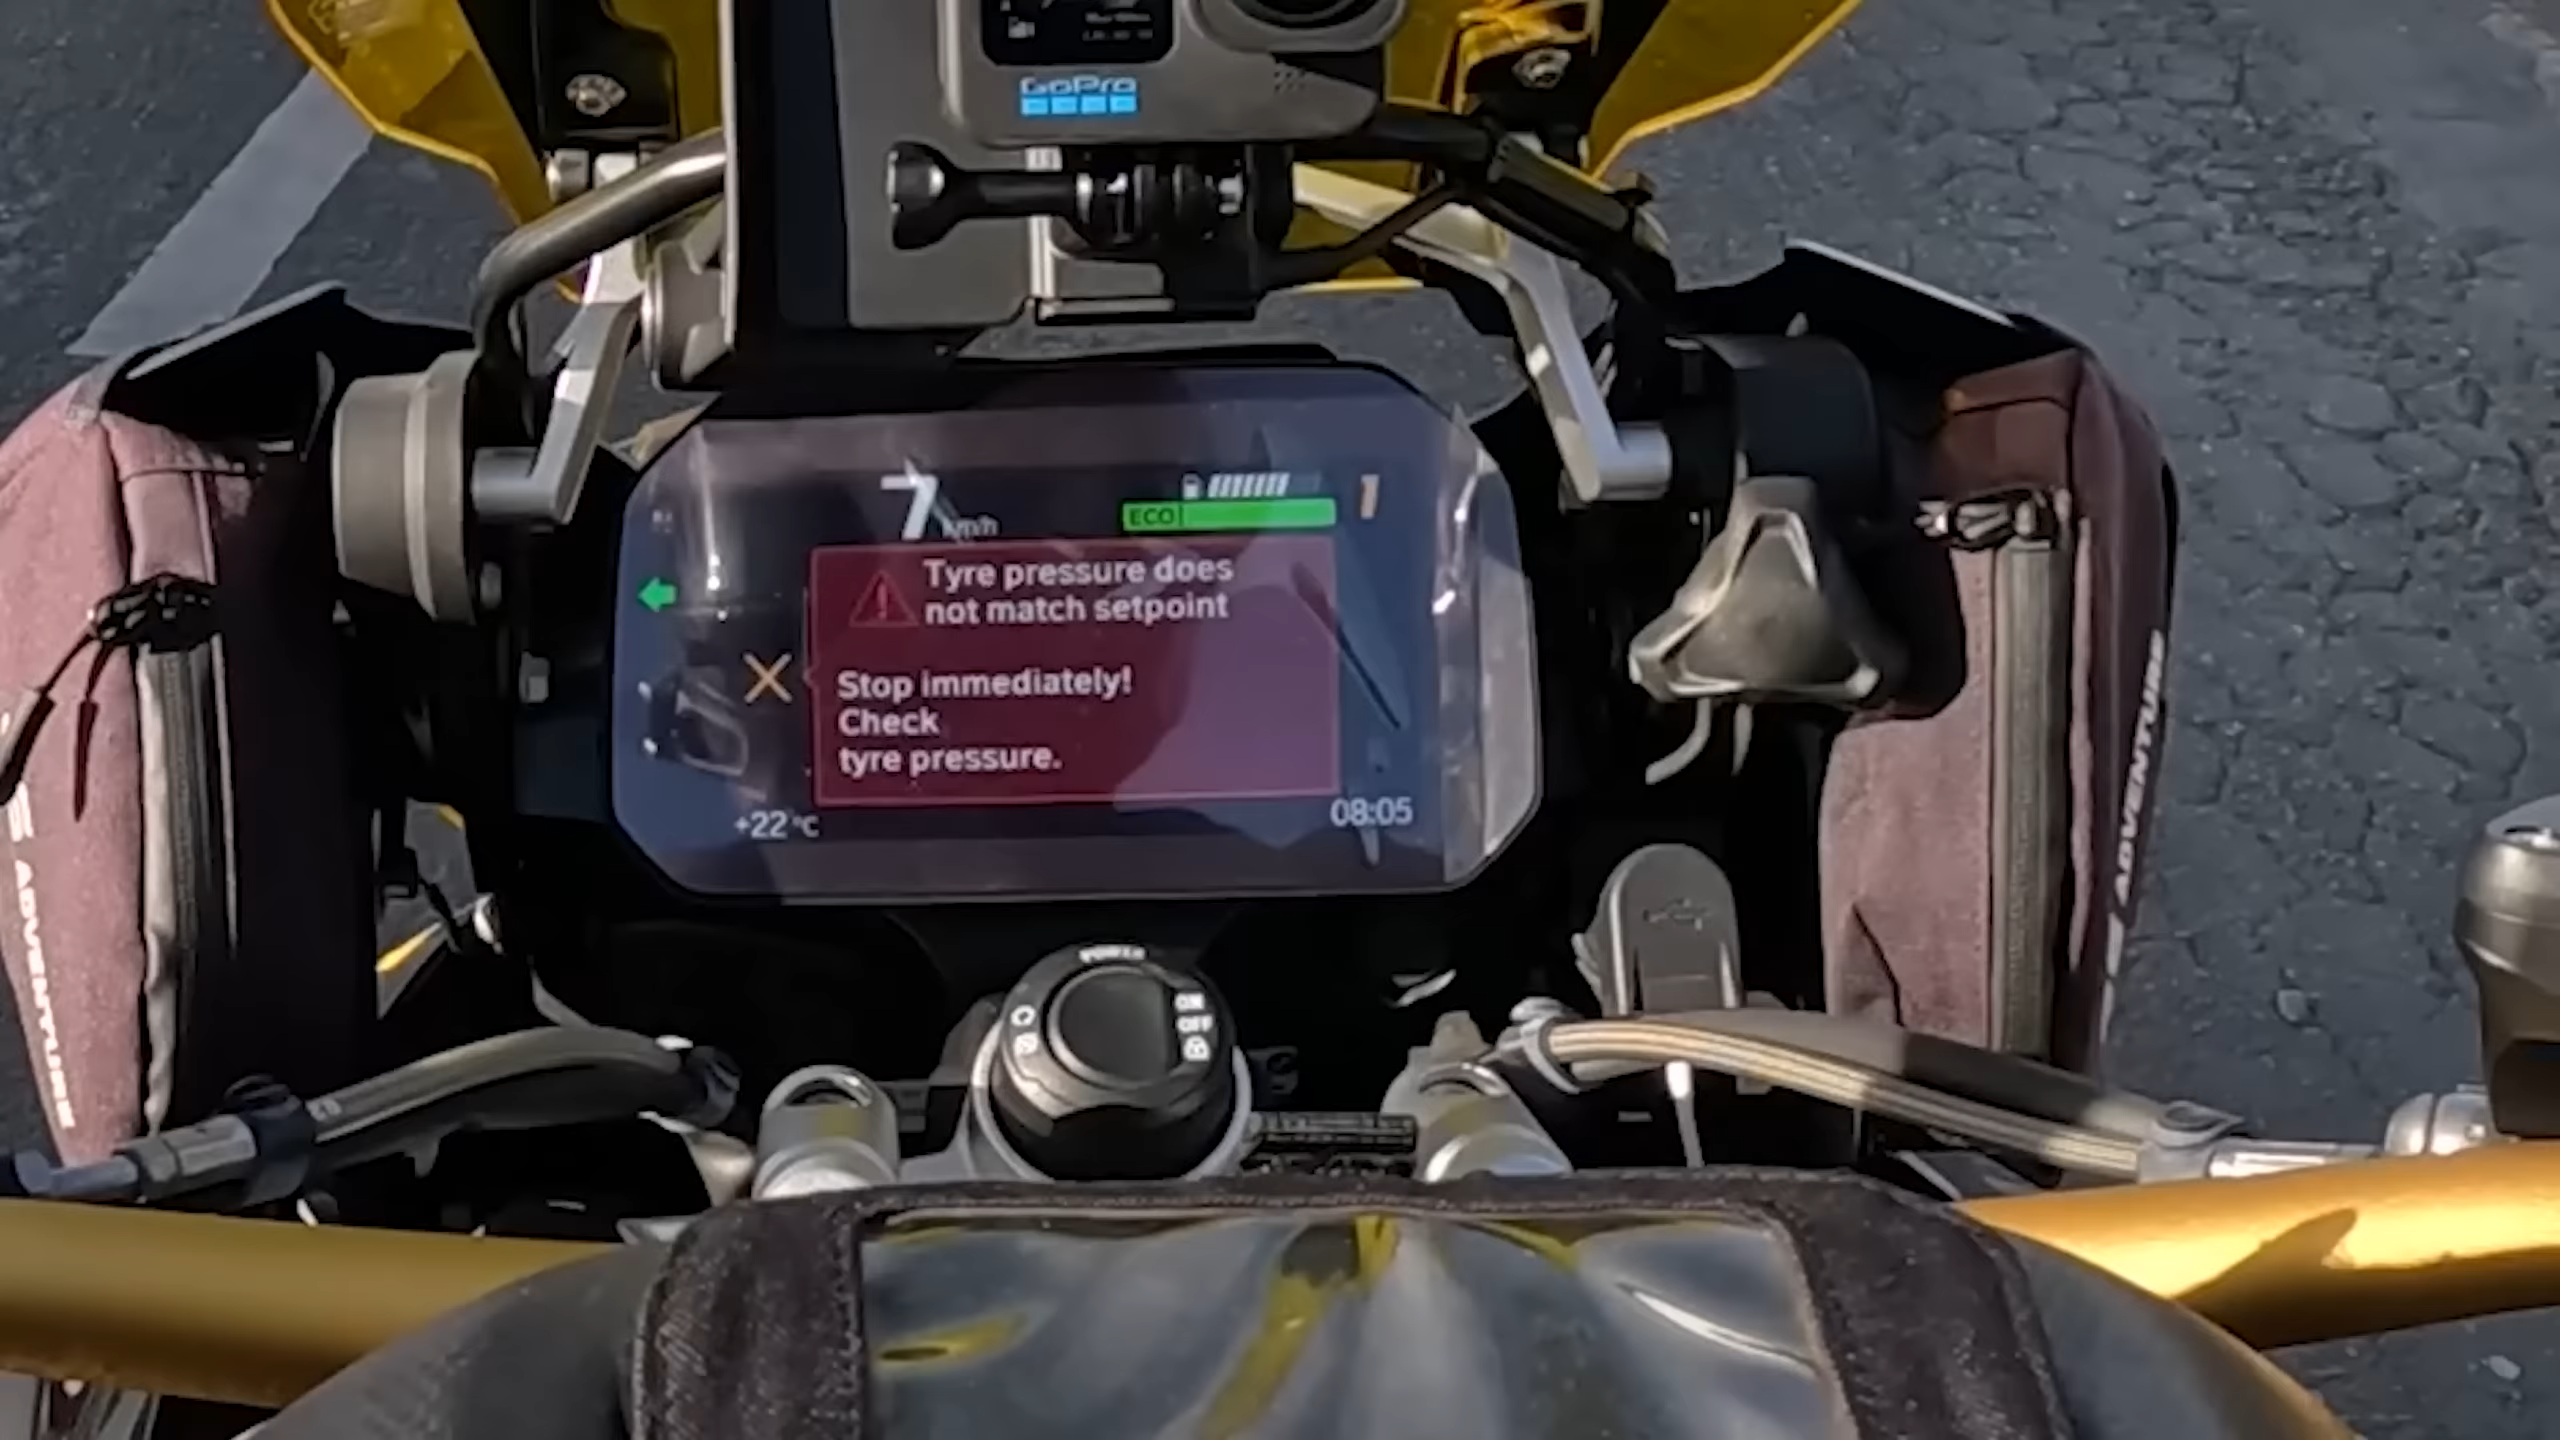 GoPro
7 km/h
ECO
1
Tyre pressure does
not match setpoint
Stop immediately!
Check
tyre pressure.
+22 °C
08:05
ON
OFF
ADVENTURE
ADVENTURE